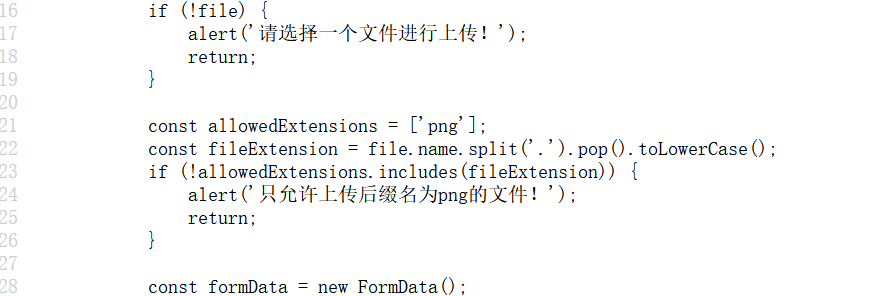 16 if (!file) {
17 alert('请选择一个文件进行上传！');
18 return;
19 }
20
21 const allowedExtensions = ['png'];
22 const fileExtension = file.name.split('.').pop().toLowerCase();
23 if (!allowedExtensions.includes(fileExtension)) {
24 alert('只允许上传后缀名为png的文件！');
25 return;
26 }
27
28 const formData = new FormData();